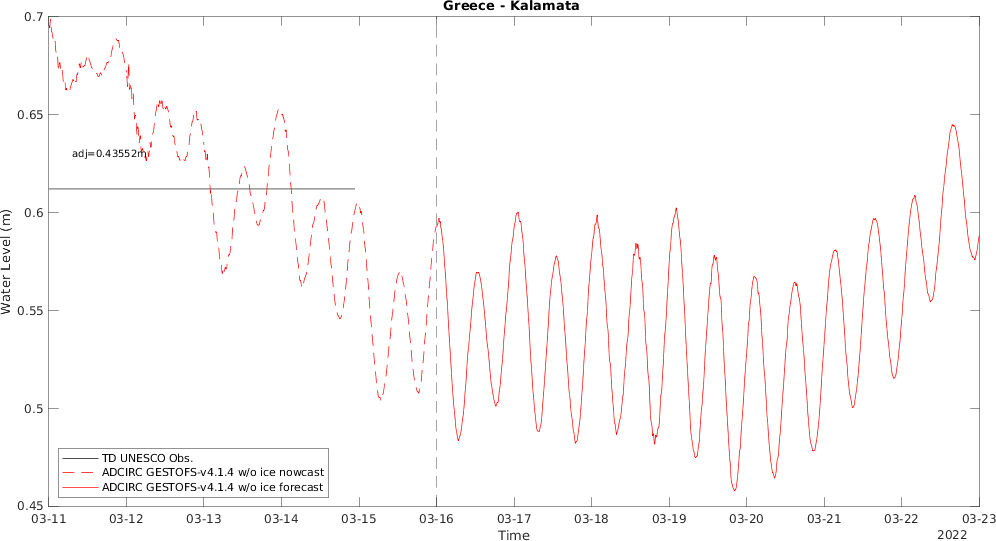 Greece - Kalamata
0.7
0.65
0.6
0.55
0.5
0.45
Water Level (m)
adj=0.43552m
TD UNESCO Obs.
ADCIRC GESTOFS-v4.1.4 w/o ice nowcast
ADCIRC GESTOFS-v4.1.4 w/o ice forecast
03-11 03-12 03-13 03-14 03-15 03-16 03-17 03-18 03-19 03-20 03-21 03-22 03-23
Time
2022